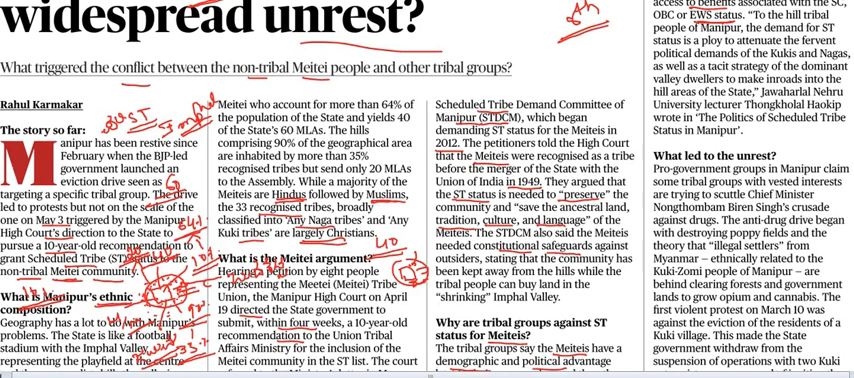 widespread unrest?
What triggered the conflict between the non-tribal Meitei people and other tribal groups?
Rahul Karmakar
The story so far:
Manipur has been restive since
February when the BJP-led
government launched an
eviction drive seen as
targeting a specific tribal group. The drive
led to protests but not on the scale of the
one on May 3 triggered by the Manipur
High Court's direction to the State to
pursue a 10-year-old recommendation to
grant Scheduled Tribe (ST) status to the
non-tribal Meitei community.
What is Manipur's ethnic
composition?
Geography has a lot to do with Manipur's
problems. The State is like a football
stadium with the Imphal Valley
representing the playfield at the centre
Meitei who account for more than 64% of
the population of the State and yields 40
of the State's 60 MLAs. The hills
comprising 90% of the geographical area
are inhabited by more than 35%
recognised tribes but send only 20 MLAs
to the Assembly. While a majority of the
Meiteis are Hindus followed by Muslims,
the 33 recognised tribes, broadly
classified into 'Any Naga tribes' and 'Any
Kuki tribes' are largely Christians.
What is the Meitei argument?
Hearing a petition by eight people
representing the Meetei (Meitei) Tribe
Union, the Manipur High Court on April
19 directed the State government to
submit, within four weeks, a 10-year-old
recommendation to the Union Tribal
Affairs Ministry for the inclusion of the
Meitei community in the ST list. The court
Scheduled Tribe Demand Committee of
Manipur (STDCM), which began
demanding ST status for the Meiteis in
2012. The petitioners told the High Court
that the Meiteis were recognised as a tribe
before the merger of the State with the
Union of India in 1949. They argued that
the ST status is needed to "preserve" the
community and "save the ancestral land,
tradition, culture, and language" of the
Meiteis. The STDCM also said the Meiteis
needed constitutional safeguards against
outsiders, stating that the community has
been kept away from the hills while the
tribal people can buy land in the
"shrinking" Imphal Valley.
Why are tribal groups against ST
status for Meiteis?
The tribal groups say the Meiteis have a
demographic and political advantage
access to benefits associated with the SC,
OBC or EWS status. "To the hill tribal
people of Manipur, the demand for ST
status is a ploy to attenuate the fervent
political demands of the Kukis and Nagas,
as well as a tacit strategy of the dominant
valley dwellers to make inroads into the
hill areas of the State," Jawaharlal Nehru
University lecturer Thongkholal Haokip
wrote in 'The Politics of Scheduled Tribe
Status in Manipur'.
What led to the unrest?
Pro-government groups in Manipur claim
some tribal groups with vested interests
are trying to scuttle Chief Minister
Nongthombam Biren Singh's crusade
against drugs. The anti-drug drive began
with destroying poppy fields and the
theory that "illegal settlers" from
Myanmar – ethnically related to the
Kuki-Zomi people of Manipur – are
behind clearing forests and government
lands to grow opium and cannabis. The
first violent protest on March 10 was
against the eviction of the residents of a
Kuki village. This made the State
government withdraw from the
suspension of operations with two Kuki
ST
64%
10%
40